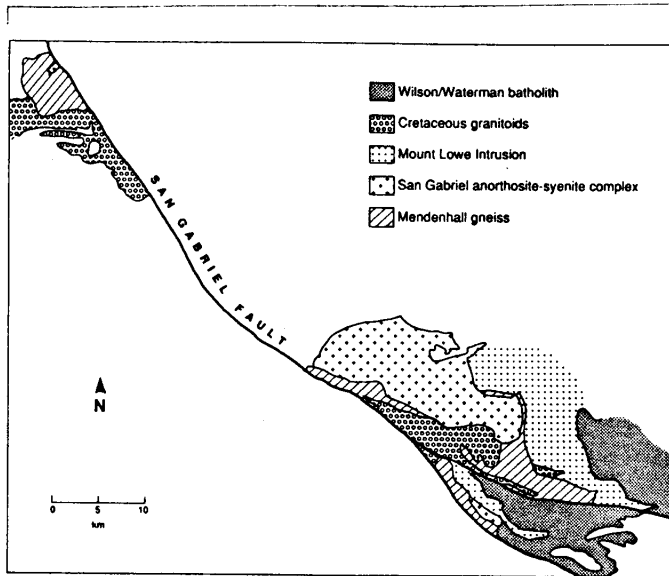 Wilson/Waterman batholith
Cretaceous granitoids
Mount Lowe Intrusion
San Gabriel anorthosite-syenite complex
Mendenhall gneiss
SAN GABRIEL FAULT
N
0 5 10
km